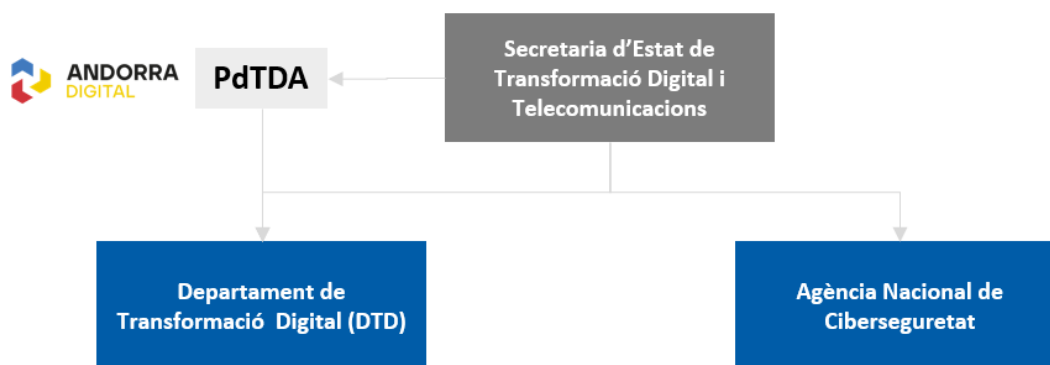 ANDORRA
DIGITAL
PdTDA
Secretaria d’Estat de
Transformació Digital i
Telecomunicacions
Departament de
Transformació Digital (DTD)
Agència Nacional de
Ciberseguretat